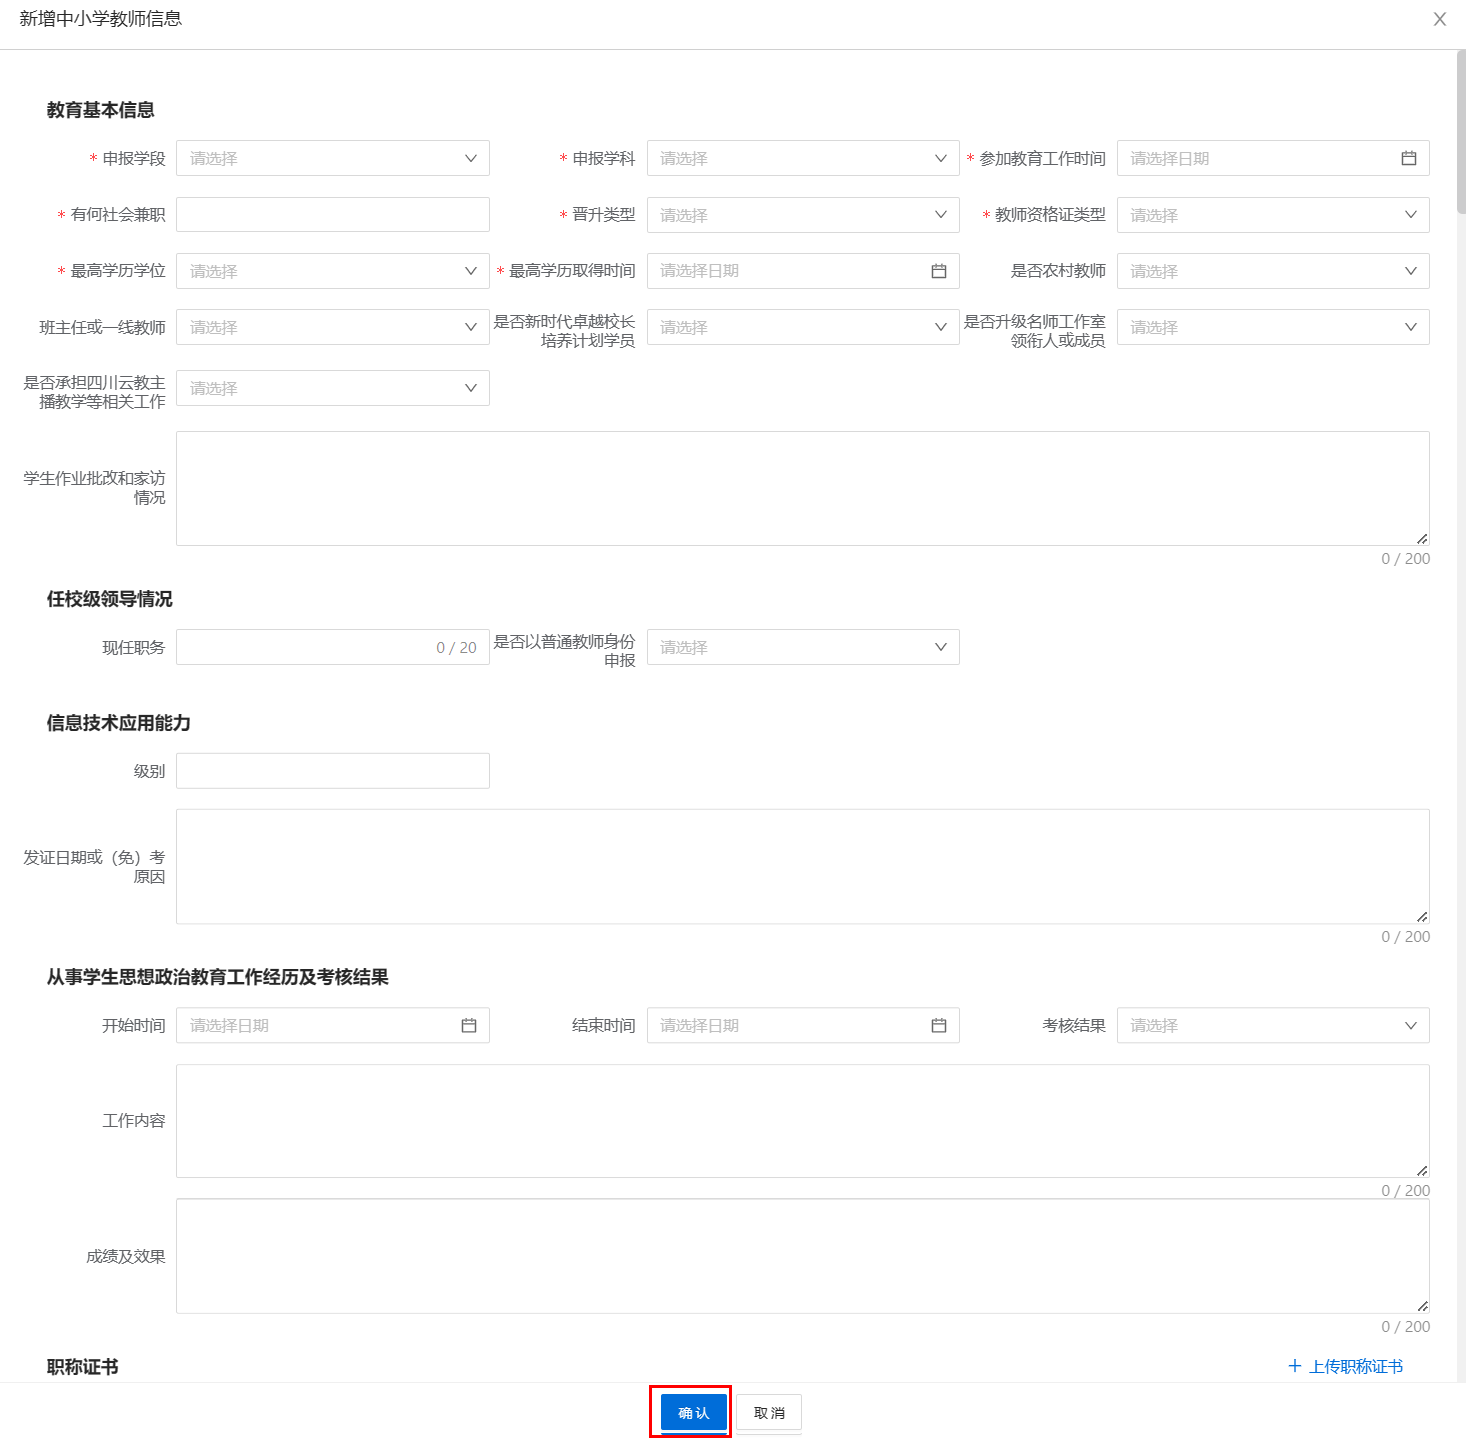 新增中小学教师信息
教育基本信息
* 申报学段 请选择 * 申报学科 请选择 * 参加教育工作时间 请选择日期
* 有何社会兼职 * 晋升类型 请选择 * 教师资格证类型 请选择
* 最高学历学位 请选择 * 最高学历取得时间 请选择日期 是否农村教师 请选择
班主任或一线教师 请选择 是否新时代卓越校长
培养计划学员 请选择 是否升级名师工作室
领衔人或成员 请选择
是否承担四川云教主
播教学等相关工作 请选择
学生作业批改和家访
情况
0 / 200
任校级领导情况
现任职务 0 / 20 是否以普通教师身份
申报 请选择
信息技术应用能力
级别
发证日期或（免）考
原因
0 / 200
从事学生思想政治教育工作经历及考核结果
开始时间 请选择日期 结束时间 请选择日期 考核结果 请选择
工作内容
0 / 200
成绩及效果
0 / 200
职称证书 + 上传职称证书
确认 取消